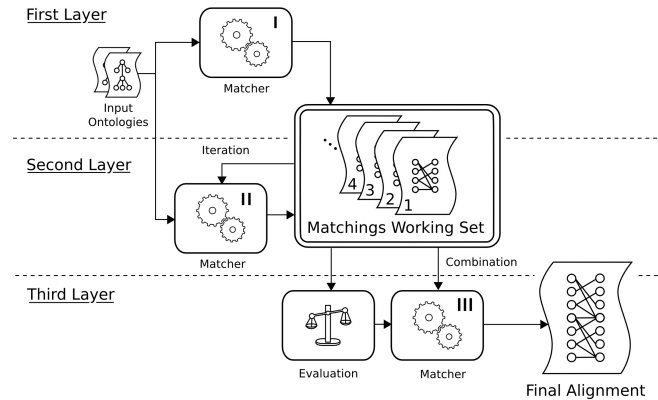 First Layer
I
Matcher
Input
Ontologies
Second Layer
Iteration
II
Matcher
4
3
2
1
Matchings Working Set
Combination
Third Layer
III
Evaluation
Matcher
Final Alignment